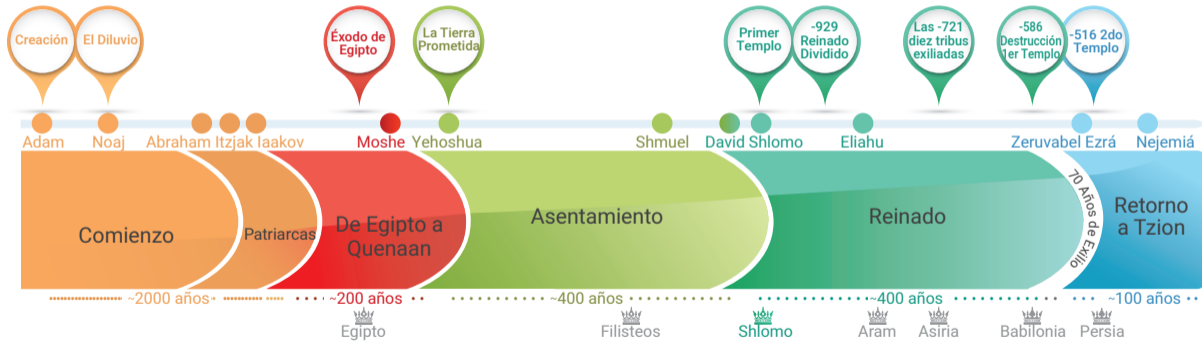 Creación
El Diluvio
Éxodo de
Egipto
La Tierra
Prometida
Primer
Templo
-929
Reinado
Dividido
Las -721
diez tribus
exiliadas
-586
Destrucción
1er Templo
-516 2do
Templo
Adam
Noaj
Abraham Itzjak Iaakov
Moshe
Yehoshua
Shmuel
David Shlomo
Eliahu
Zeruvabel Ezrá
Nejemiá
Comienzo
Patriarcas
De Egipto a
Quenaan
Asentamiento
Reinado
70 Años de Exilio
Retorno
a Tzion
~2000 años
~200 años
~400 años
~400 años
~100 años
Egipto
Filisteos
Shlomo
Aram
Asiria
Babilonia
Persia